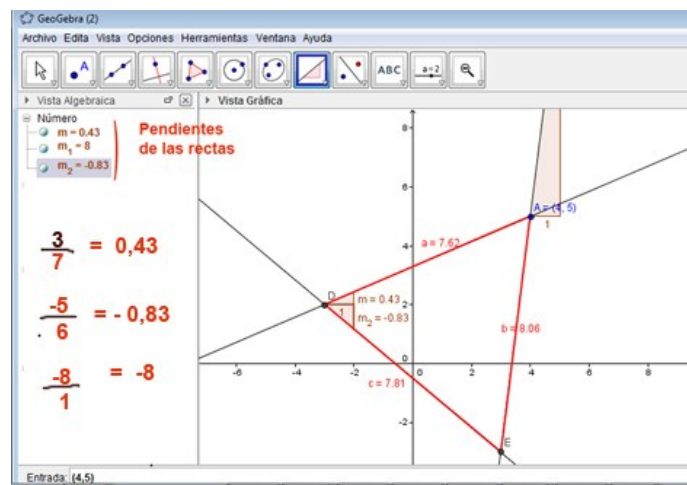 GeoGebra (2)
Archivo Edita Vista Opciones Herramientas Ventana Ayuda
A
ABC
a=2
Vista Algebraica
Vista Gráfica
Número
m = 0.43
m1 = 8
m2 = -0.83
Pendientes
de las rectas
3/7 = 0,43
-5/6 = - 0,83
-8/1 = -8
8
6
4
2
0
-2
-6
-4
-2
0
2
4
6
8
A = (4, 5)
1
a = 7.62
D
m = 0.43
1
m2 = -0.83
b = 8.06
c = 7.81
E
Entrada: (4,5)